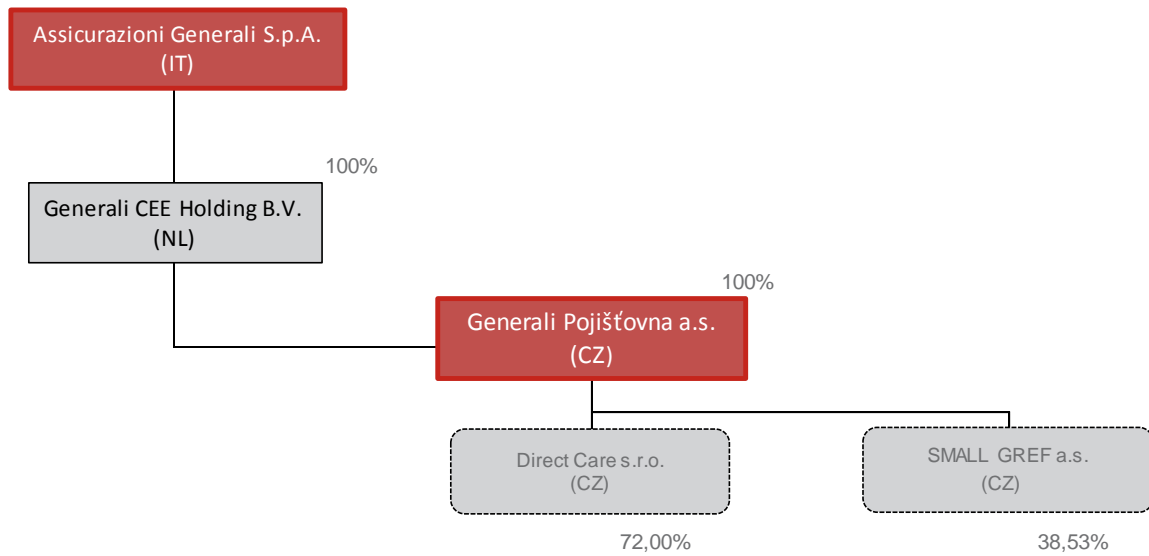 Assicurazioni Generali S.p.A.
(IT)
100%
Generali CEE Holding B.V.
(NL)
100%
Generali Pojišťovna a.s.
(CZ)
Direct Care s.r.o.
(CZ)
SMALL GREF a.s.
(CZ)
72,00%
38,53%